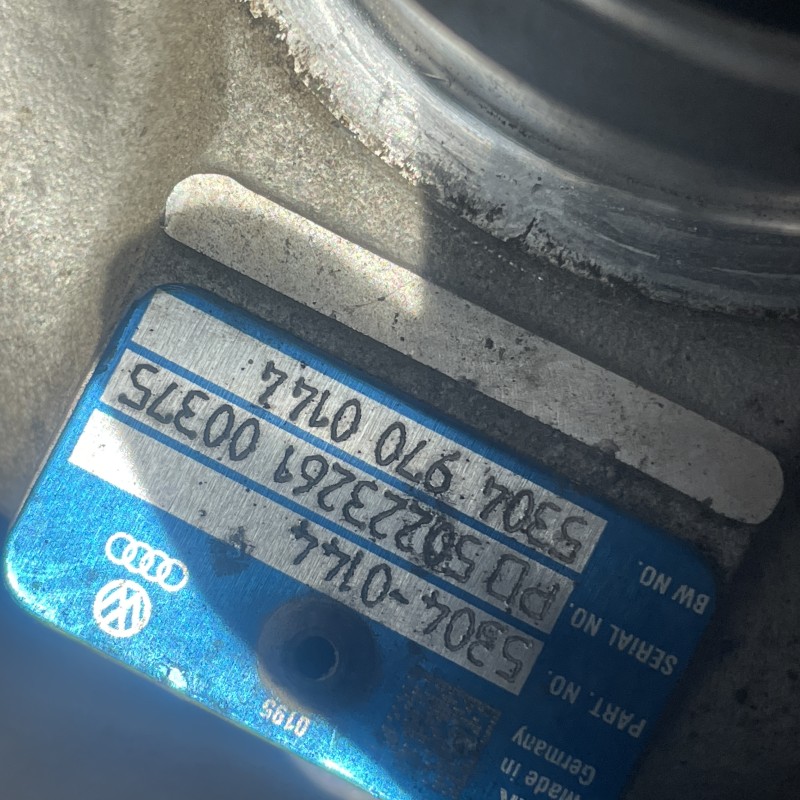 Made in
Germany
0195
PART. NO. 5304-0144
SERIAL NO. PD 50223261 00375
BW NO. 5304 970 0144